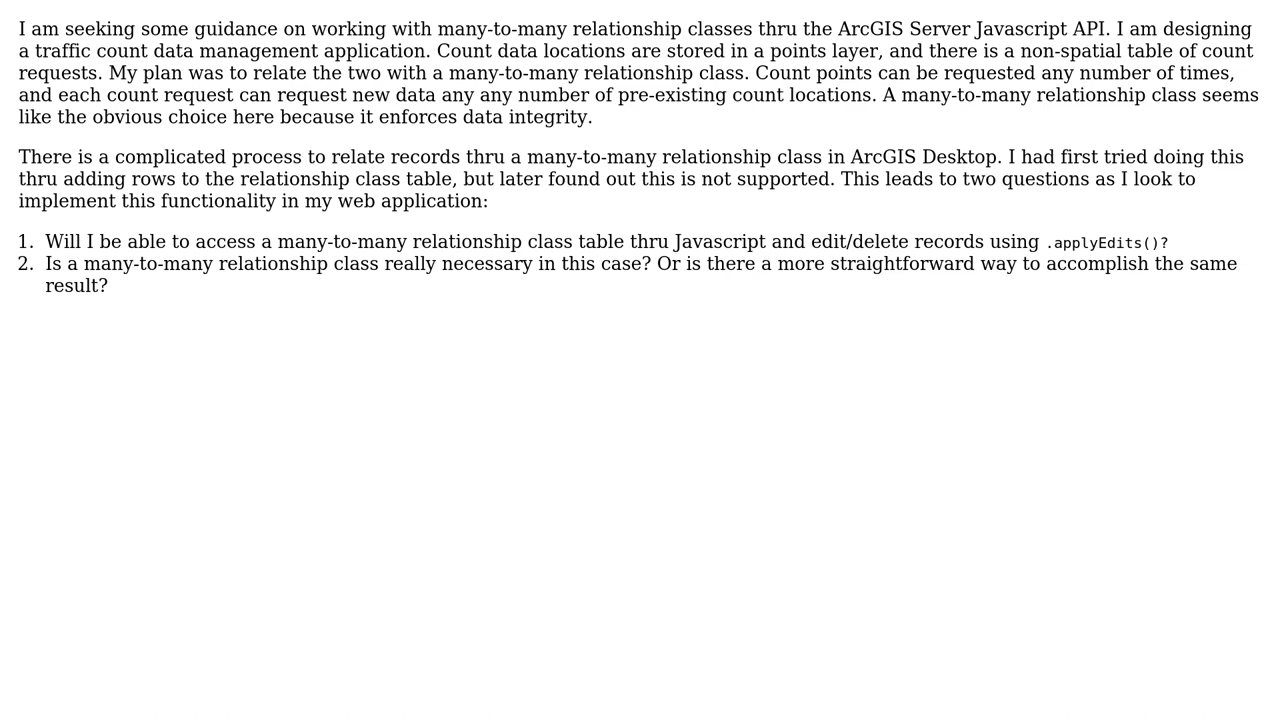 I am seeking some guidance on working with many-to-many relationship classes thru the ArcGIS Server Javascript API. I am designing
a traffic count data management application. Count data locations are stored in a points layer, and there is a non-spatial table of count
requests. My plan was to relate the two with a many-to-many relationship class. Count points can be requested any number of times,
and each count request can request new data any any number of pre-existing count locations. A many-to-many relationship class seems
like the obvious choice here because it enforces data integrity.
There is a complicated process to relate records thru a many-to-many relationship class in ArcGIS Desktop. I had first tried doing this
thru adding rows to the relationship class table, but later found out this is not supported. This leads to two questions as I look to
implement this functionality in my web application:
1. Will I be able to access a many-to-many relationship class table thru Javascript and edit/delete records using .applyEdits()?
2. Is a many-to-many relationship class really necessary in this case? Or is there a more straightforward way to accomplish the same
result?